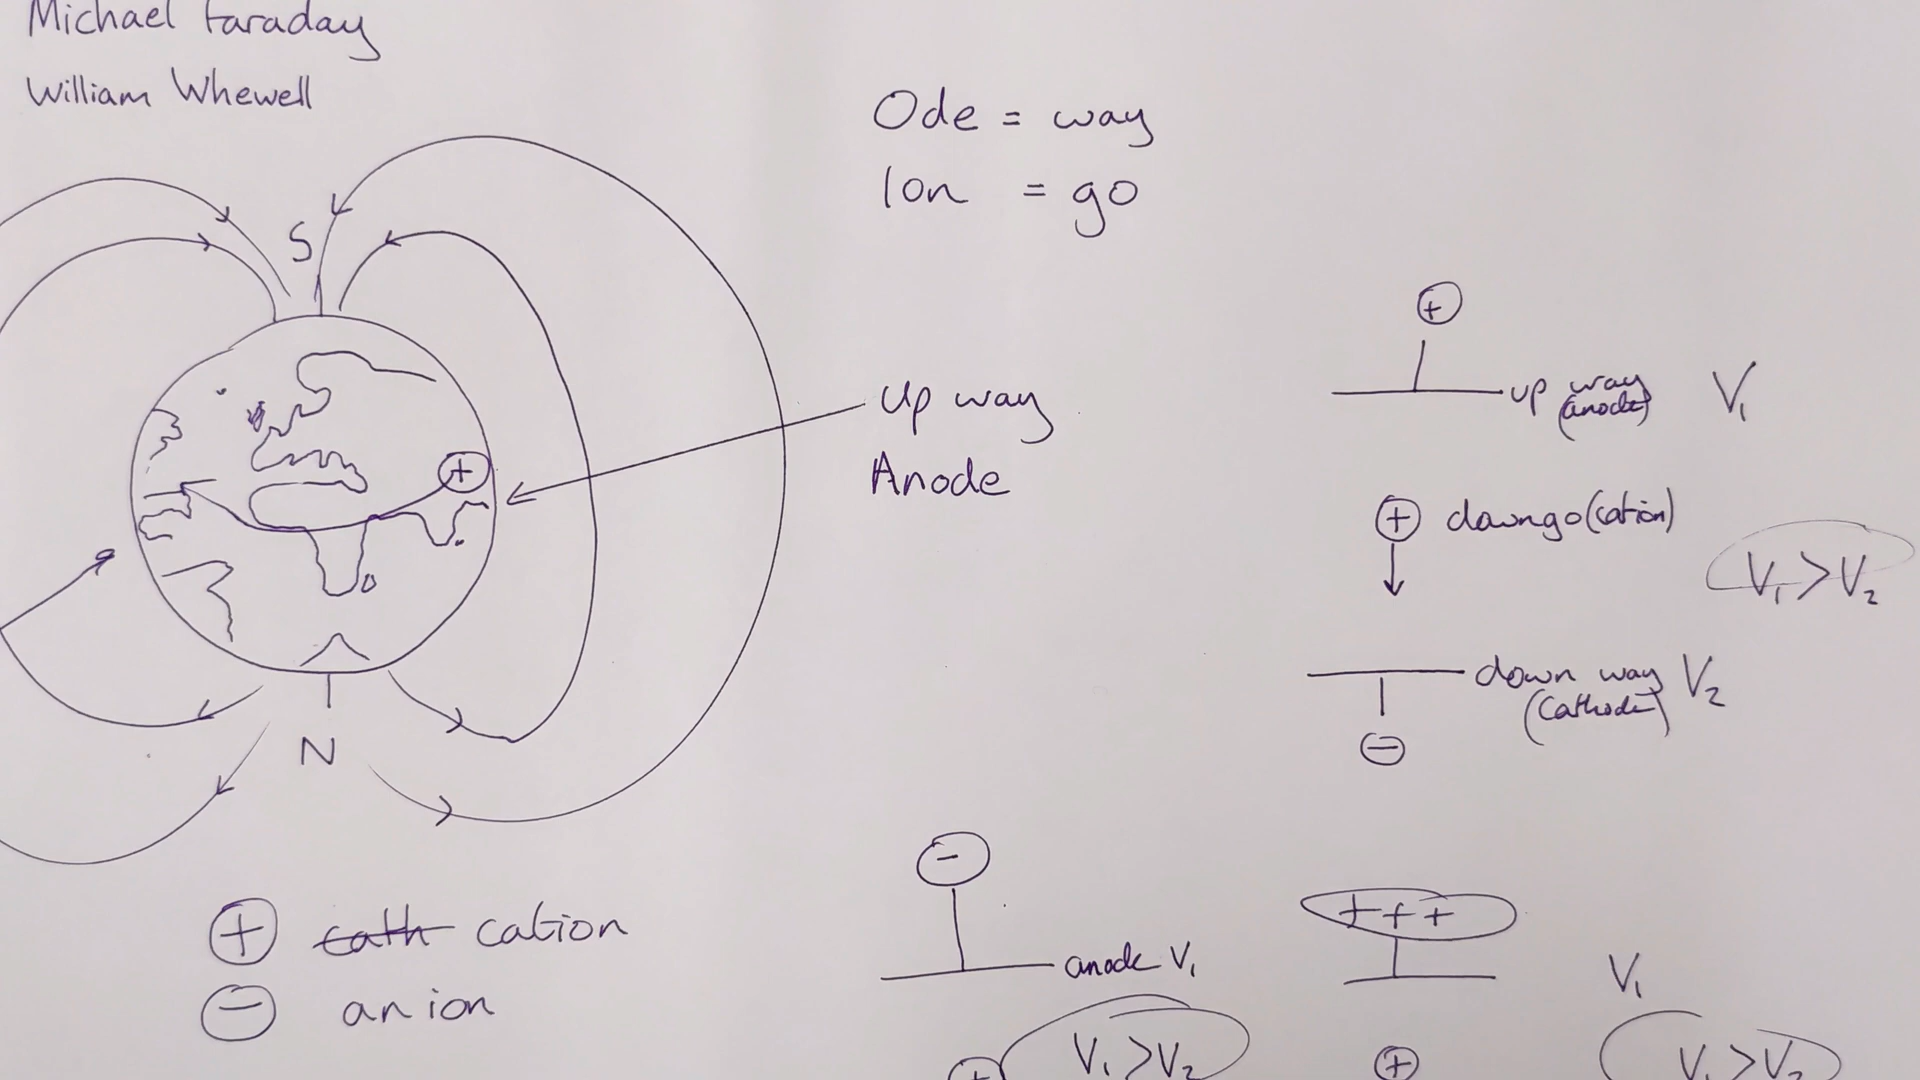 Michael Faraday
William Whewell
Ode = way
Ion = go
S
+
up way
(anode)
V₁
Up way
Anode
+
+ downgo (cation)
V₁ > V₂
down way V₂
(cathode)
−
N
−
anode V₁
+ cath cation
− anion
+ + +
V₁
+
V₁ > V₂
+
V₁ > V₂